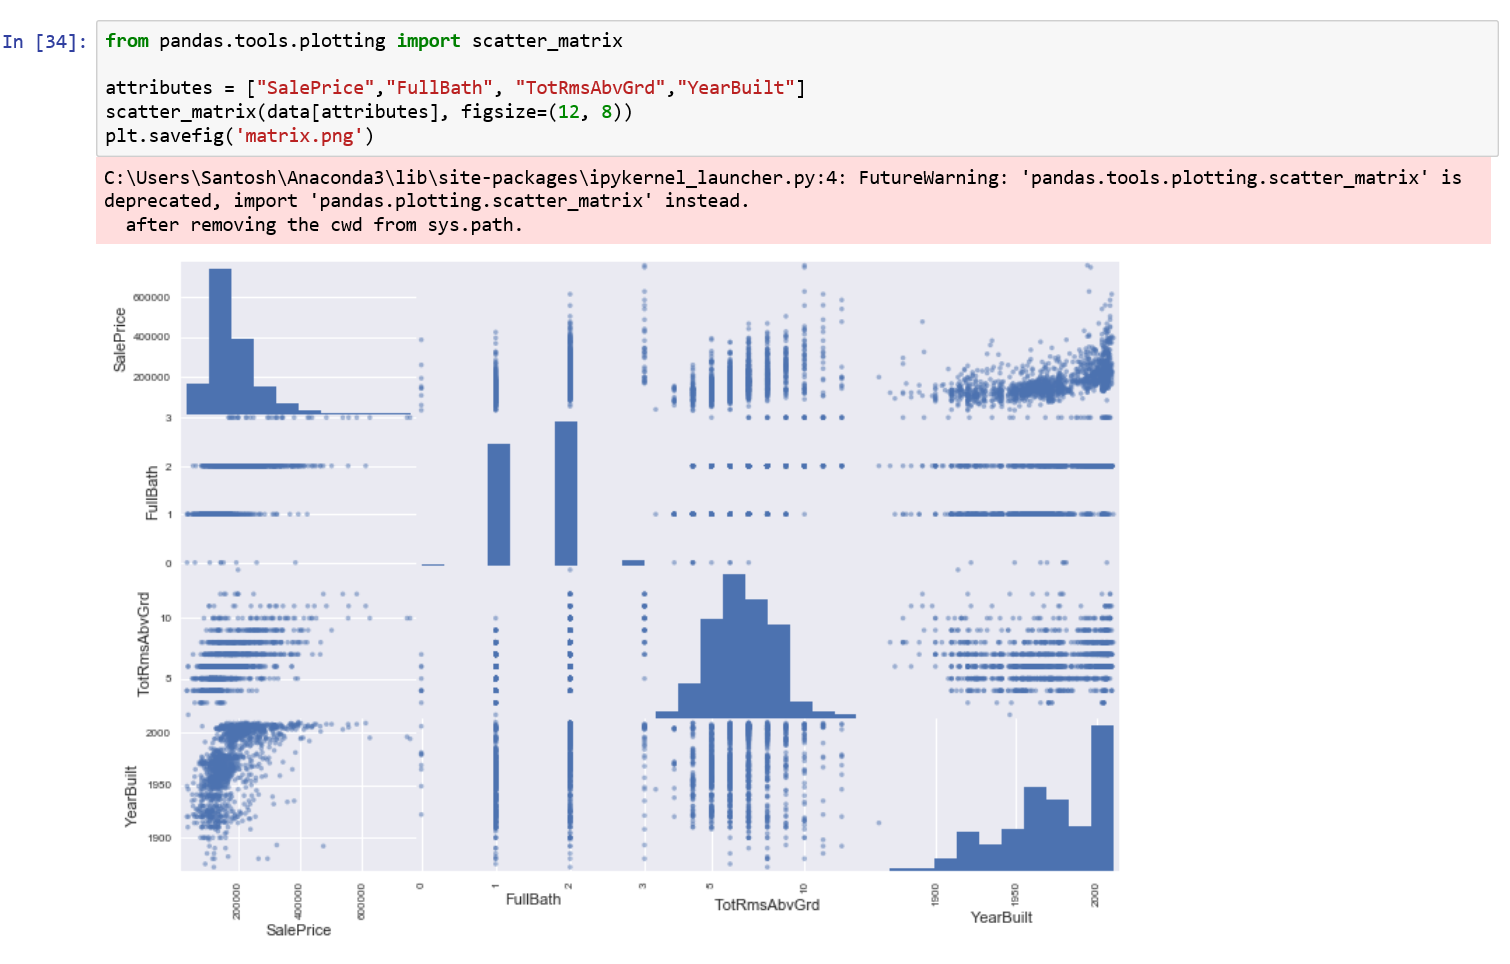 In [34]:
from pandas.tools.plotting import scatter_matrix
attributes = ["SalePrice","FullBath", "TotRmsAbvGrd","YearBuilt"]
scatter_matrix(data[attributes], figsize=(12, 8))
plt.savefig('matrix.png')
C:\Users\Santosh\Anaconda3\lib\site-packages\ipykernel_launcher.py:4: FutureWarning: 'pandas.tools.plotting.scatter_matrix' is
deprecated, import 'pandas.plotting.scatter_matrix' instead.
after removing the cwd from sys.path.
SalePrice
600000
400000
200000
FullBath
3
2
1
0
TotRmsAbvGrd
10
5
YearBuilt
2000
1950
1900
200000
400000
600000
SalePrice
0
1
2
3
FullBath
5
10
TotRmsAbvGrd
1900
1950
2000
YearBuilt